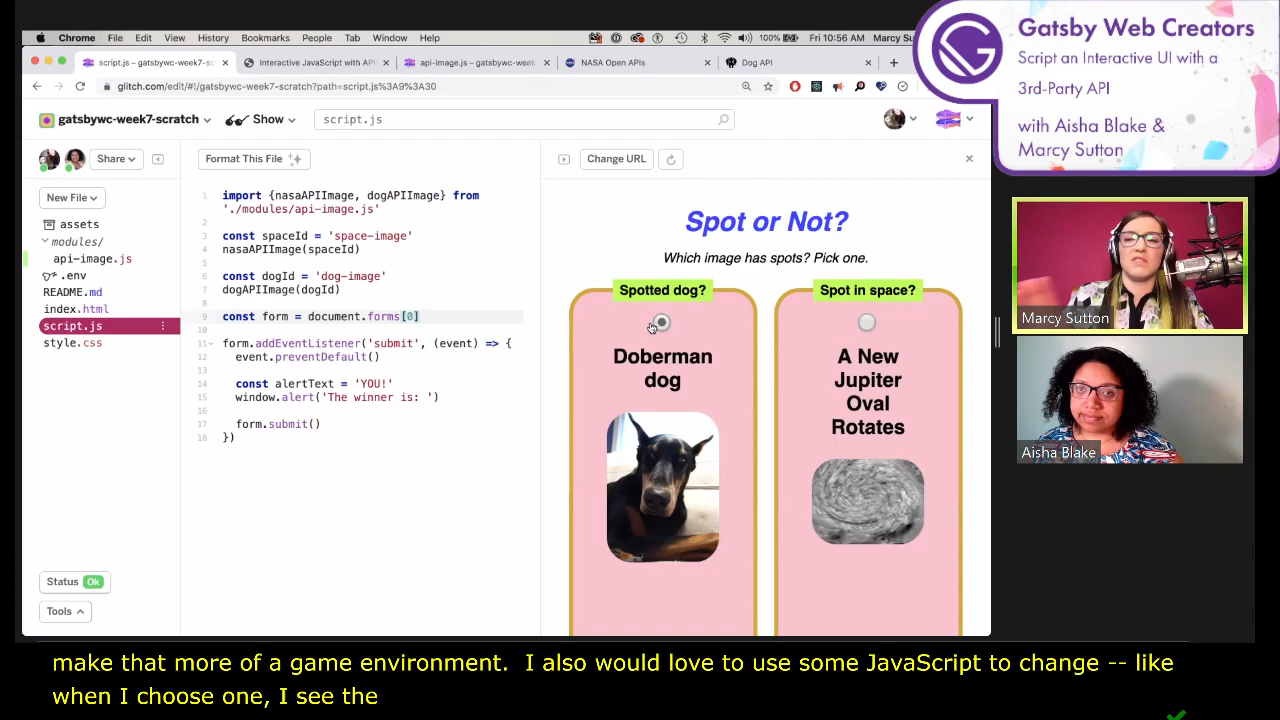 Chrome File Edit View History Bookmarks People Tab Window Help
100% Fri 10:56 AM Marcy Su
script.js – gatsbywc-week7-sc
Interactive JavaScript with API
api-image.js – gatsbywc-week7
NASA Open APIs
Dog API
glitch.com/edit/#!/gatsbywc-week7-scratch?path=script.js%3A9%3A30
gatsbywc-week7-scratch
Show
script.js
Share
Format This File
Change URL
New File
assets
modules/
api-image.js
.env
README.md
index.html
script.js
style.css
Status Ok
Tools
1 import {nasaAPIImage, dogAPIImage} from
'./modules/api-image.js'
2
3 const spaceId = 'space-image'
4 nasaAPIImage(spaceId)
5
6 const dogId = 'dog-image'
7 dogAPIImage(dogId)
8
9 const form = document.forms[0]
10
11 form.addEventListener('submit', (event) => {
12 event.preventDefault()
13
14 const alertText = 'YOU!'
15 window.alert('The winner is: ')
16
17 form.submit()
18 })
Spot or Not?
Which image has spots? Pick one.
Spotted dog?
Doberman
dog
Spot in space?
A New
Jupiter
Oval
Rotates
Gatsby Web Creators
Script an Interactive UI with a
3rd-Party API
with Aisha Blake &
Marcy Sutton
Marcy Sutton
Aisha Blake
make that more of a game environment. I also would love to use some JavaScript to change -- like
when I choose one, I see the